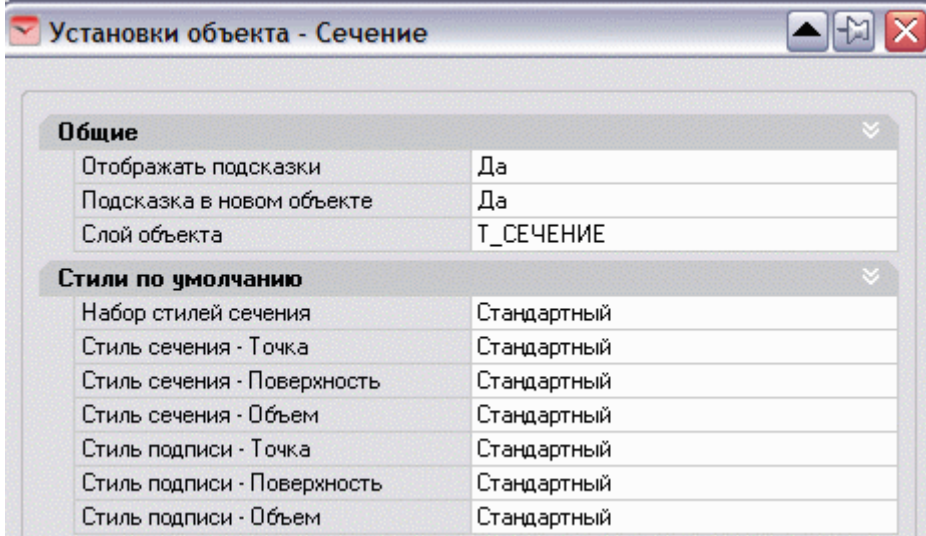 Установки объекта - Сечение
Общие
Отображать подсказки Да
Подсказка в новом объекте Да
Слой объекта Т_СЕЧЕНИЕ
Стили по умолчанию
Набор стилей сечения Стандартный
Стиль сечения - Точка Стандартный
Стиль сечения - Поверхность Стандартный
Стиль сечения - Объем Стандартный
Стиль подписи - Точка Стандартный
Стиль подписи - Поверхность Стандартный
Стиль подписи - Объем Стандартный